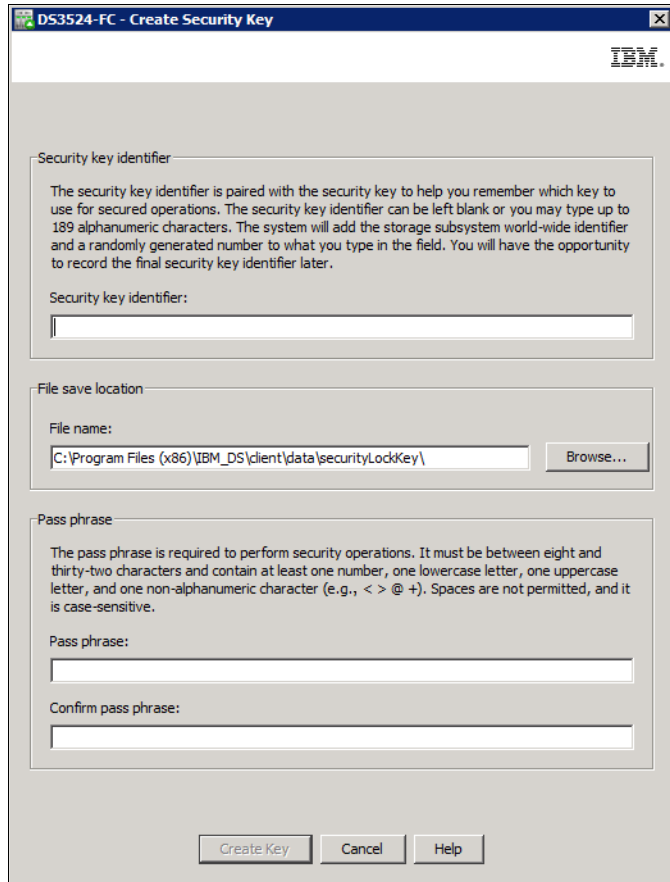 DS3524-FC - Create Security Key
IBM.
Security key identifier
The security key identifier is paired with the security key to help you remember which key to
use for secured operations. The security key identifier can be left blank or you may type up to
189 alphanumeric characters. The system will add the storage subsystem world-wide identifier
and a randomly generated number to what you type in the field. You will have the opportunity
to record the final security key identifier later.
Security key identifier:
File save location
File name:
C:\Program Files (x86)\IBM_DS\client\data\securityLockKey\
Browse...
Pass phrase
The pass phrase is required to perform security operations. It must be between eight and
thirty-two characters and contain at least one number, one lowercase letter, one uppercase
letter, and one non-alphanumeric character (e.g., < > @ +). Spaces are not permitted, and it
is case-sensitive.
Pass phrase:
Confirm pass phrase:
Create Key
Cancel
Help